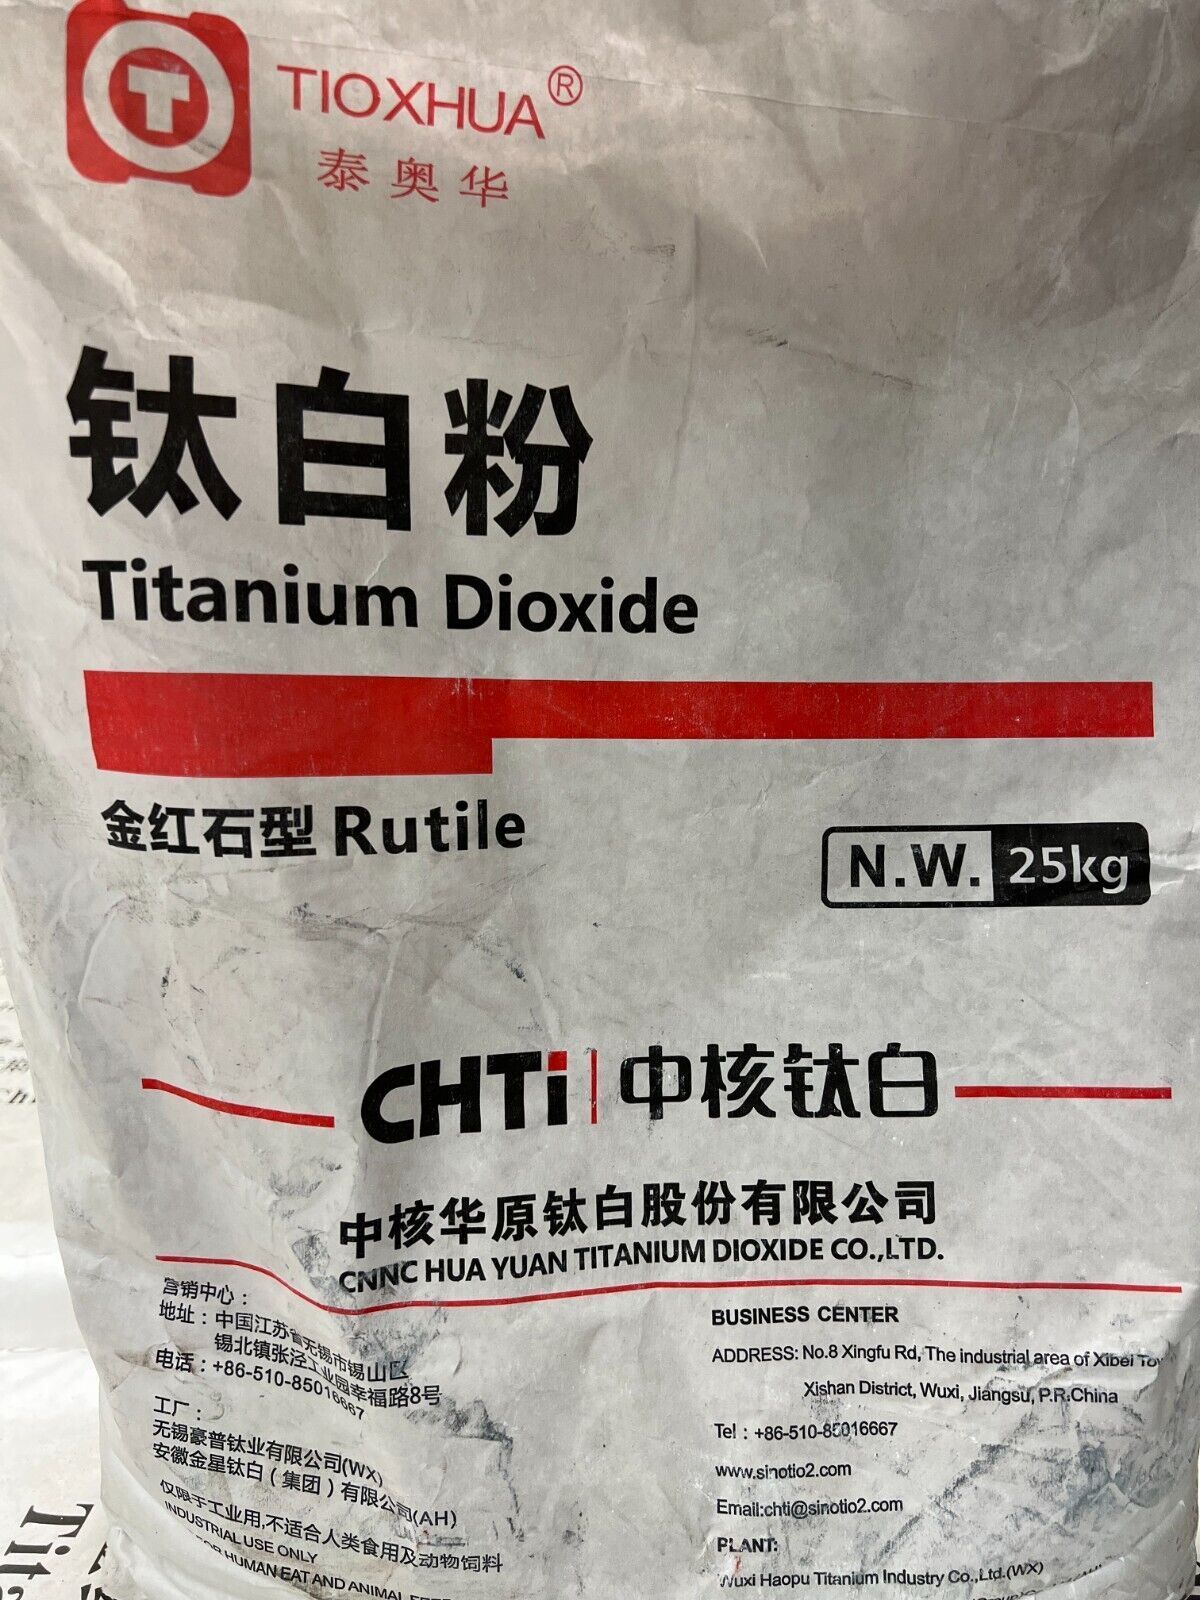 T
TIOXHUA®
泰奥华
钛白粉
Titanium Dioxide
金红石型 Rutile
N.W. 25kg
CHTi 中核钛白
中核华原钛白股份有限公司
CNNC HUA YUAN TITANIUM DIOXIDE CO.,LTD.
营销中心：
地址：中国江苏省无锡市锡山区
锡北镇张泾工业园幸福路8号
电话：+86-510-85016667
工厂：
无锡豪普钛业有限公司(WX)
安徽金星钛白（集团）有限公司(AH)
仅限于工业用,不适合人类食用及动物饲料
INDUSTRIAL USE ONLY
FOR HUMAN EAT AND ANIMAL
BUSINESS CENTER
ADDRESS: No.8 Xingfu Rd, The industrial area of Xibei
Xishan District, Wuxi, Jiangsu, P.R.China
Tel：+86-510-85016667
www.sinotio2.com
Email:chti@sinotio2.com
PLANT:
Wuxi Haopu Titanium Industry Co.,Ltd.(WX)